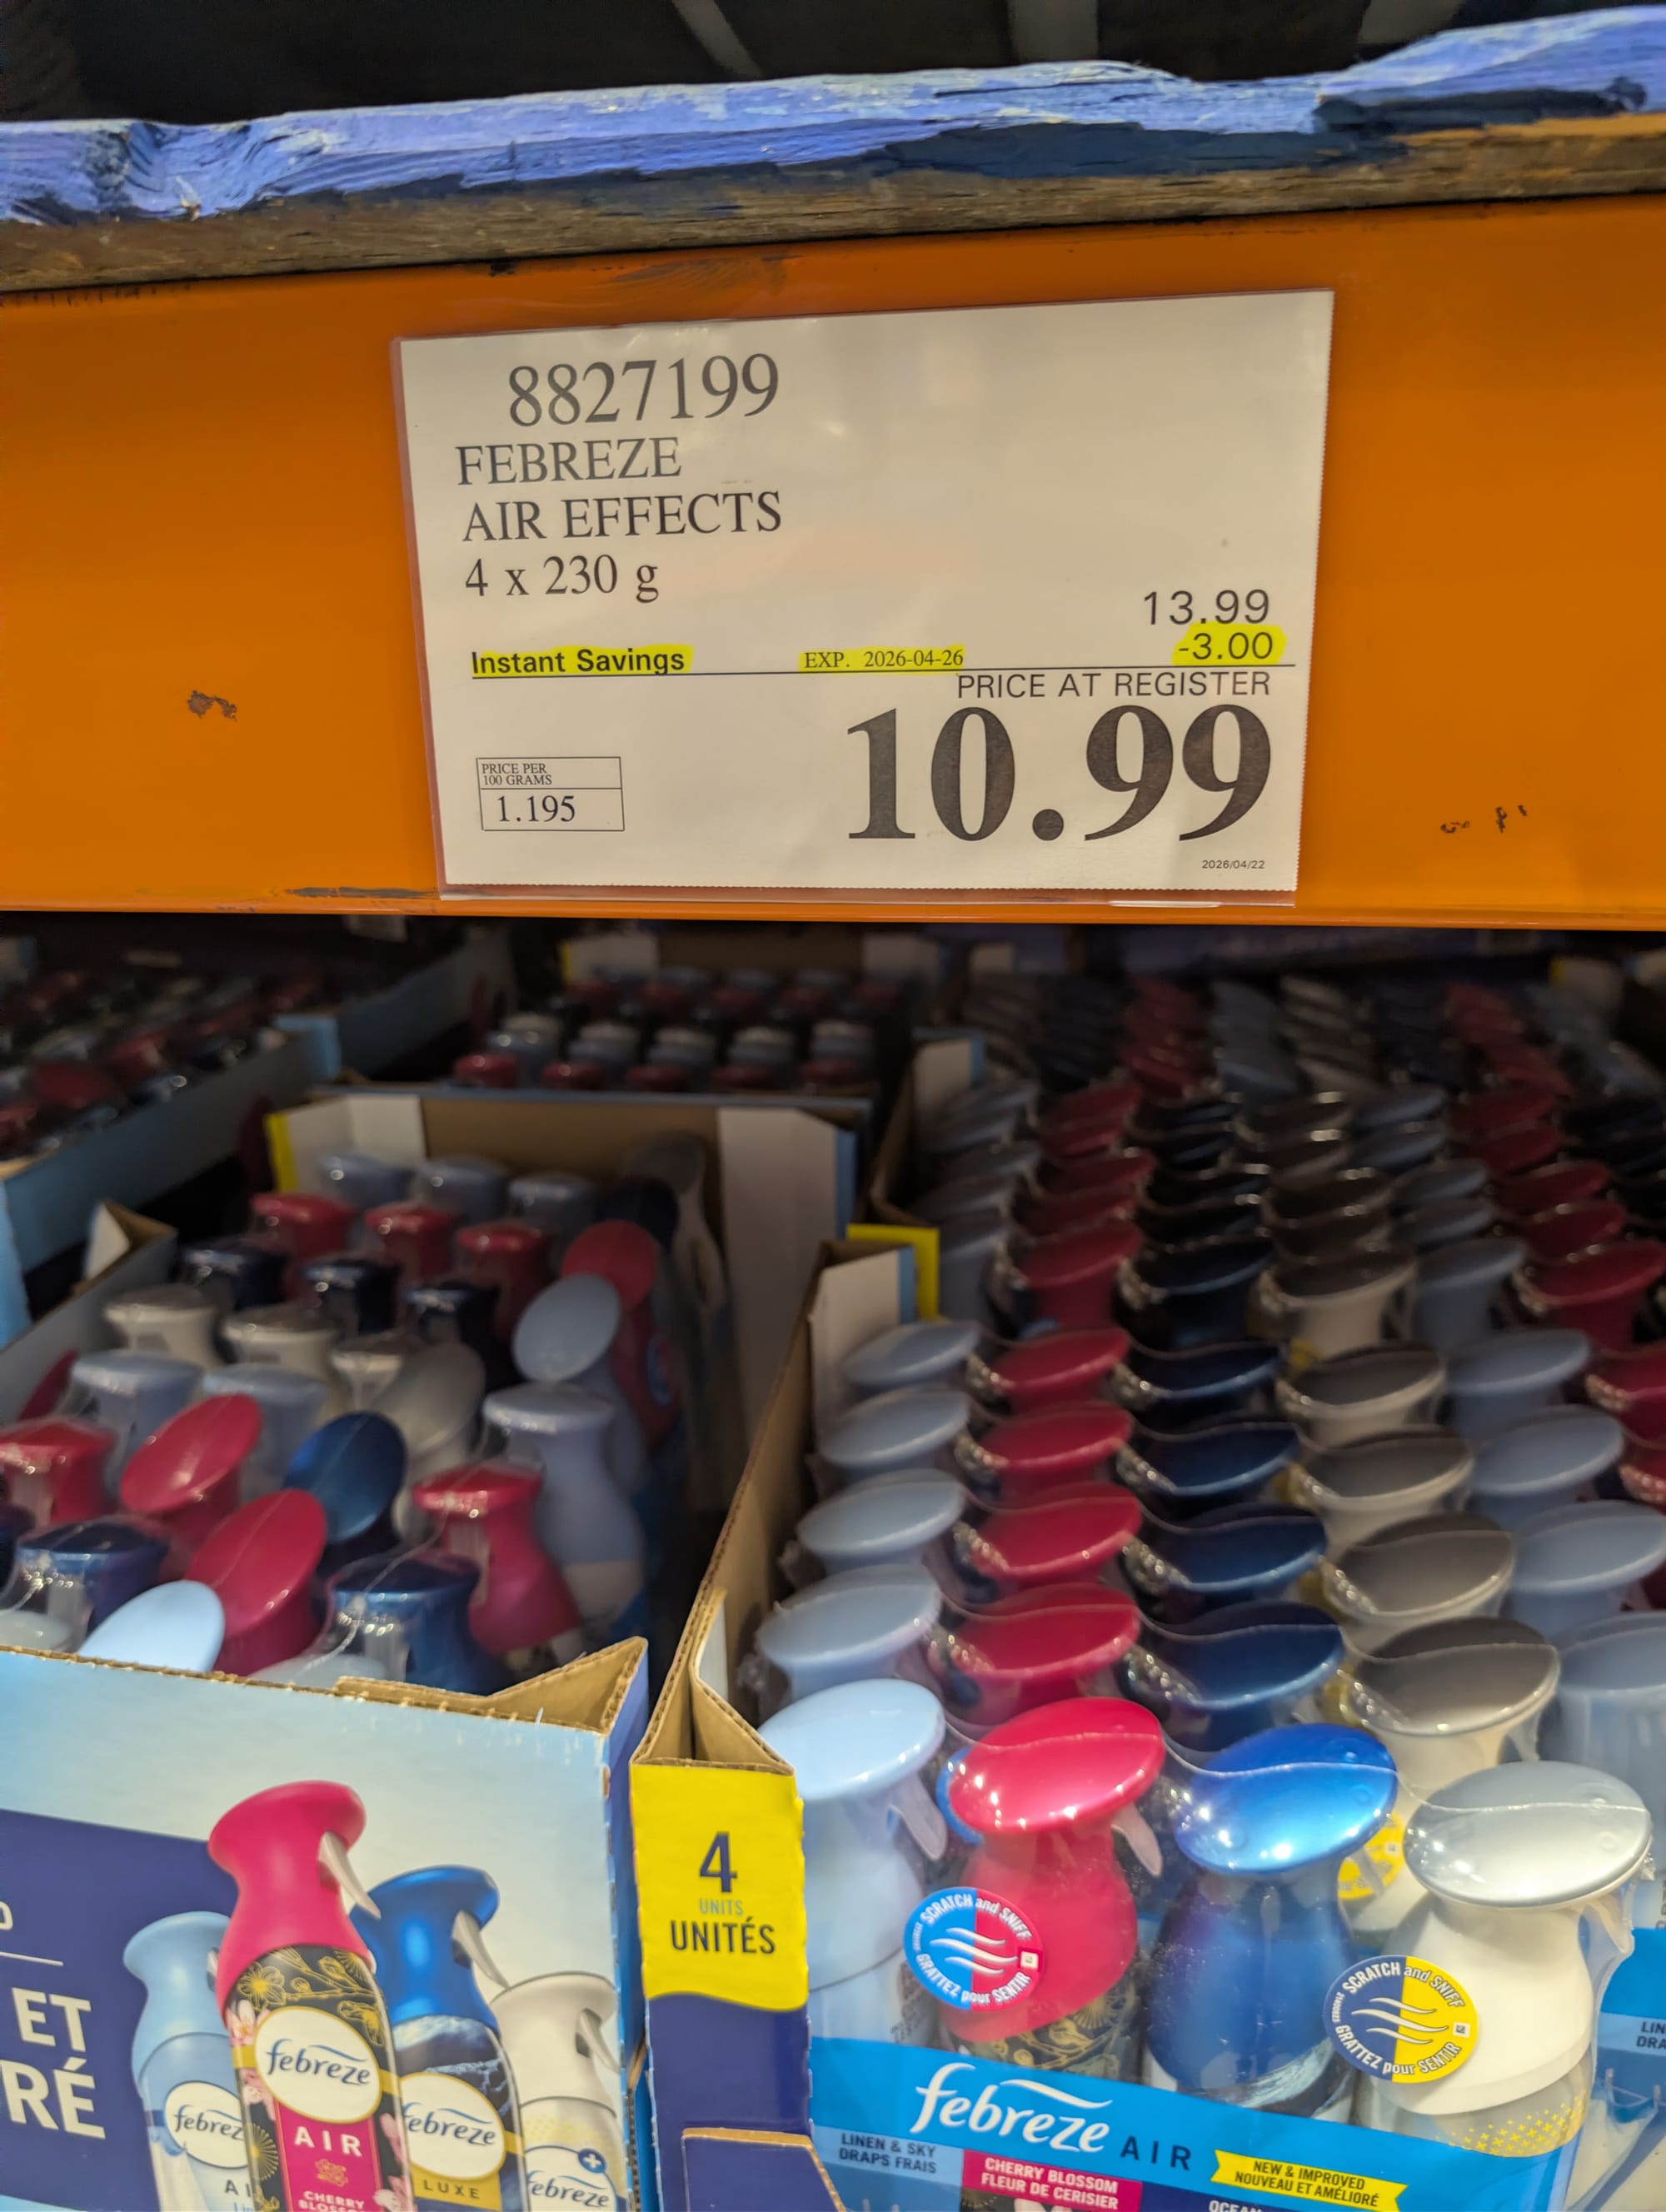 8827199
FEBREZE
AIR EFFECTS
4 x 230 g
13.99
Instant Savings EXP. 2026-04-26 -3.00
PRICE AT REGISTER
10.99
PRICE PER
100 GRAMS
1.195
2026/04/22
4
UNITS
UNITÉS
ET
RÉ
febreze
AIR
CHERRY
febreze
LUXE
febreze
SCRATCH and SNIFF
GRATTEZ pour SENTIR
SCRATCH and SNIFF
GRATTEZ pour SENTIR
febreze AIR
LINEN & SKY
DRAPS FRAIS
CHERRY BLOSSOM
FLEUR DE CERISIER
NEW & IMPROVED
NOUVEAU ET AMÉLIORÉ